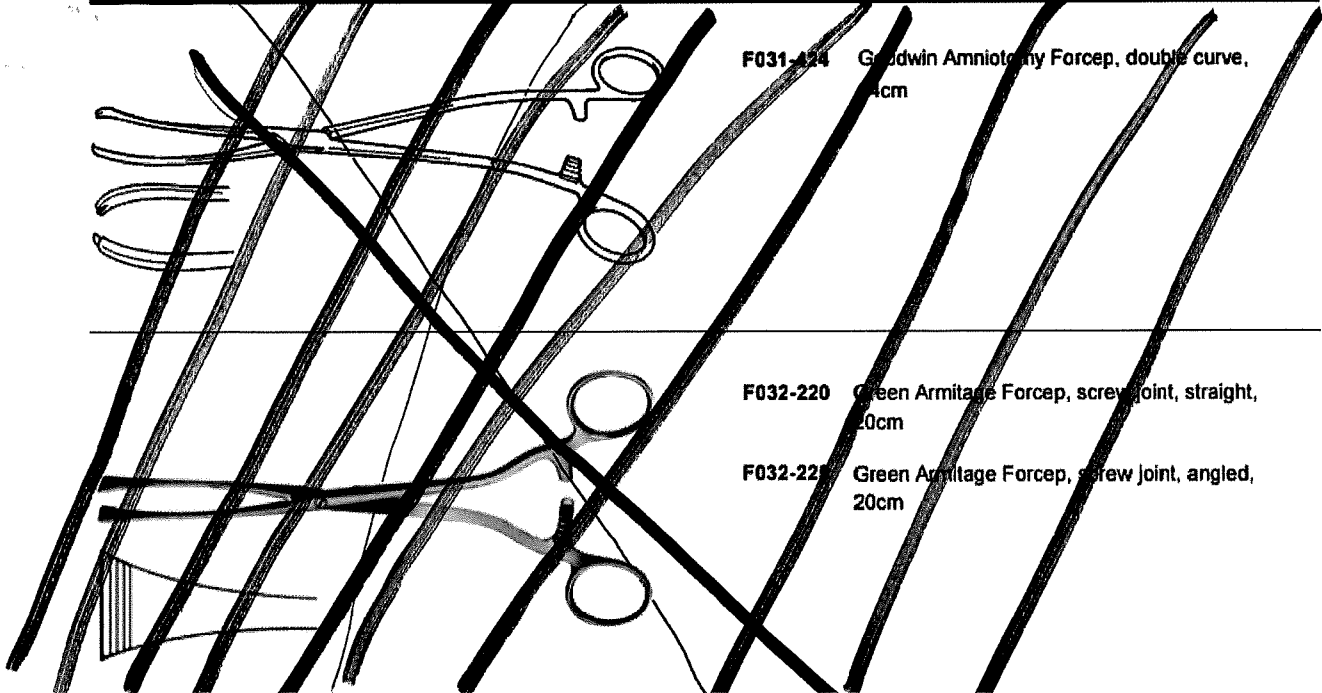 F031-424 Goodwin Amniotomy Forcep, double curve,
F032-220 Green Armitage Forcep, screw joint, straight,
20cm
Green Armitage Forcep, screw joint, angled,
20cm